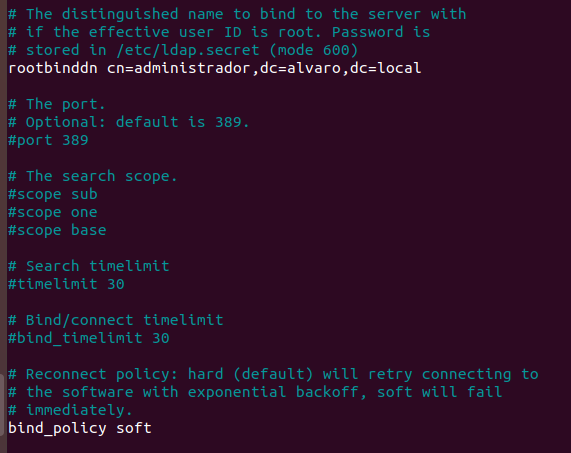 # The distinguished name to bind to the server with
# if the effective user ID is root. Password is
# stored in /etc/ldap.secret (mode 600)
rootbinddn cn=administrador,dc=alvaro,dc=local
# The port.
# Optional: default is 389.
#port 389
# The search scope.
#scope sub
#scope one
#scope base
# Search timelimit
#timelimit 30
# Bind/connect timelimit
#bind_timelimit 30
# Reconnect policy: hard (default) will retry connecting to
# the software with exponential backoff, soft will fail
# immediately.
bind_policy soft